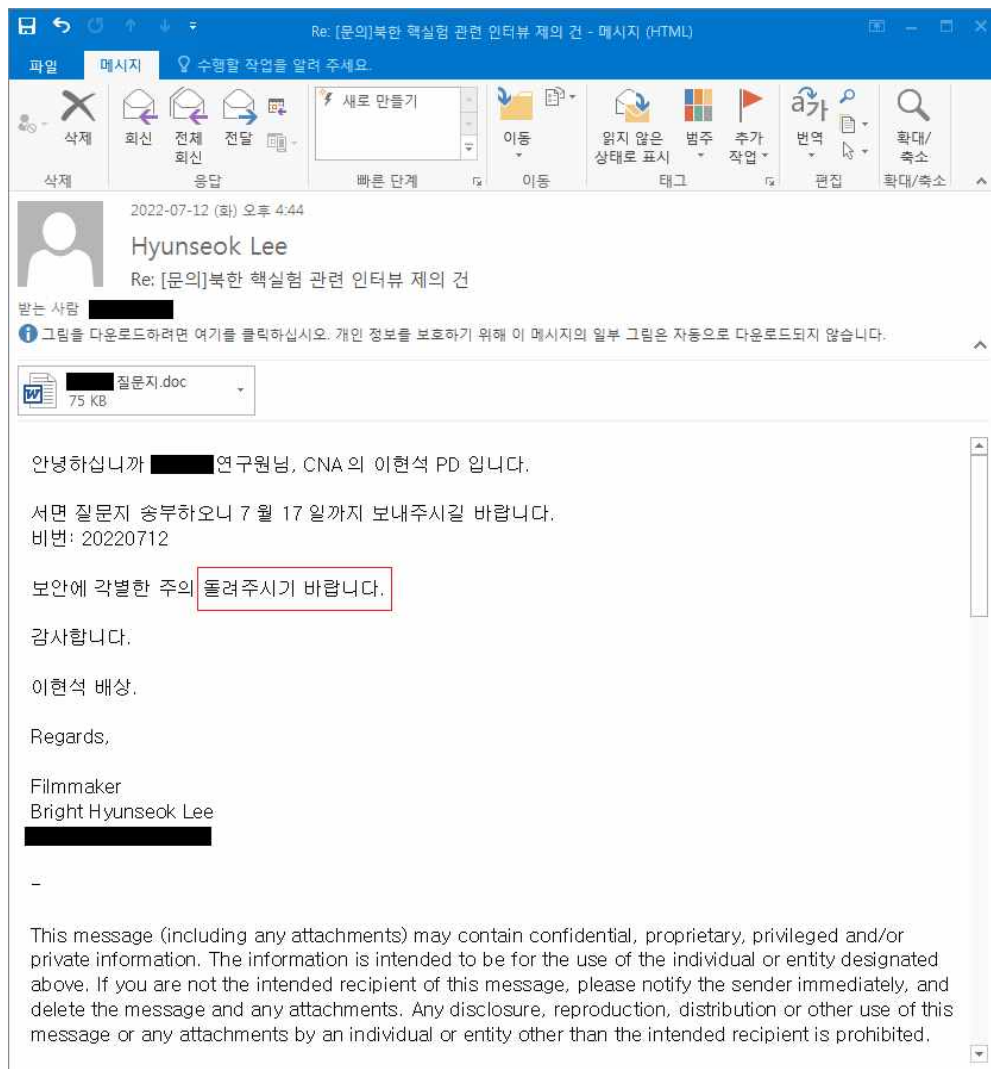 Re: [문의]북한 핵실험 관련 인터뷰 제의 건 - 메시지 (HTML)
파일 메시지 수행할 작업을 알려 주세요.
삭제 회신 전체 회신 전달 새로 만들기 이동 읽지 않은 상태로 표시 범주 추가 작업 번역 확대/축소
삭제 응답 빠른 단계 이동 태그 편집 확대/축소
2022-07-12 (화) 오후 4:44
Hyunseok Lee
Re: [문의]북한 핵실험 관련 인터뷰 제의 건
받는 사람
그림을 다운로드하려면 여기를 클릭하십시오. 개인 정보를 보호하기 위해 이 메시지의 일부 그림은 자동으로 다운로드되지 않습니다.
질문지.doc
75 KB
안녕하십니까 연구원님, CNA의 이현석 PD 입니다.
서면 질문지 송부하오니 7 월 17 일까지 보내주시길 바랍니다.
비번: 20220712
보안에 각별한 주의 돌려주시기 바랍니다.
감사합니다.
이현석 배상.
Regards,
Filmmaker
Bright Hyunseok Lee
–
This message (including any attachments) may contain confidential, proprietary, privileged and/or
private information. The information is intended to be for the use of the individual or entity designated
above. If you are not the intended recipient of this message, please notify the sender immediately, and
delete the message and any attachments. Any disclosure, reproduction, distribution or other use of this
message or any attachments by an individual or entity other than the intended recipient is prohibited.